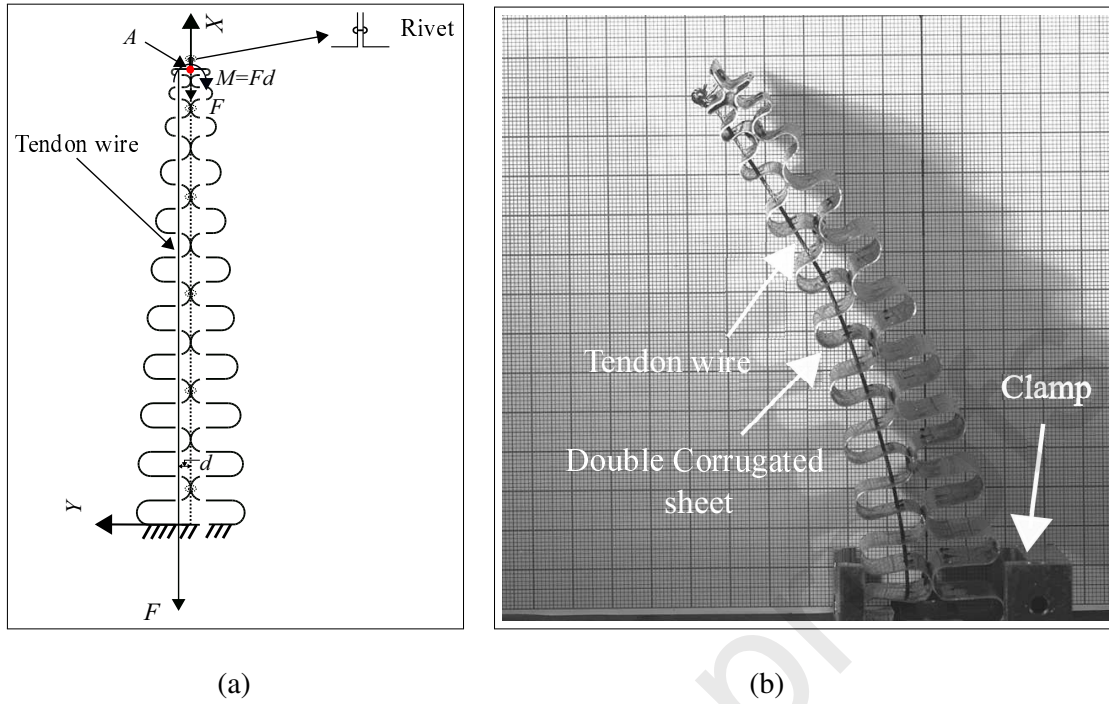 X
A
Rivet
M=Fd
F
Tendon wire
d
Y
F
Tendon wire
Double Corrugated
sheet
Clamp
(a)
(b)